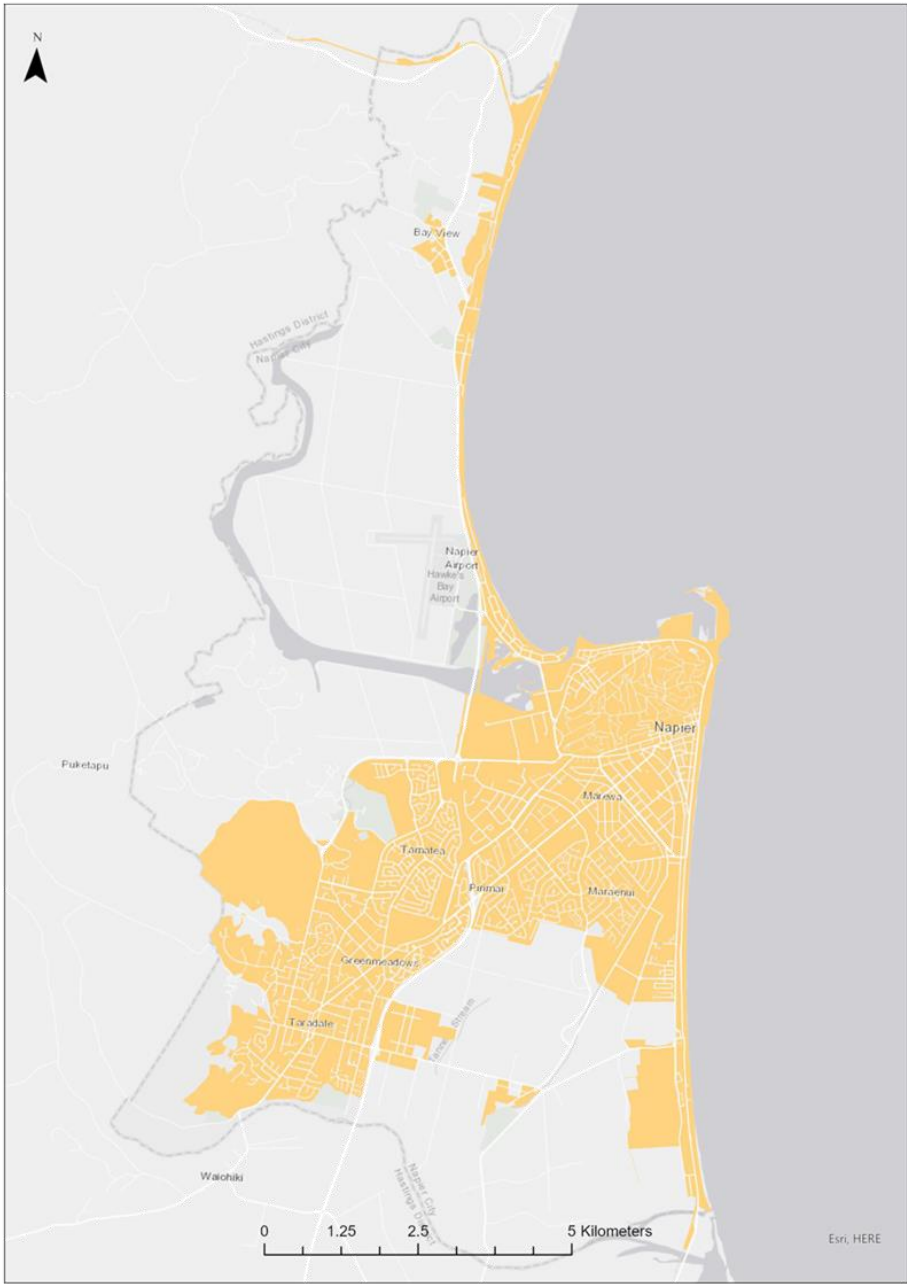 N
Bay View
Hastings District
Napier City
Napier
Airport
Hawke's
Bay
Airport
Napier
Puketapu
Marewa
Tamatea
Pirimai
Maraenui
Greenmeadows
Taradale
Stream
Waiohiki
Napier City
Hastings District
0 1.25 2.5 5 Kilometers
Esri, HERE